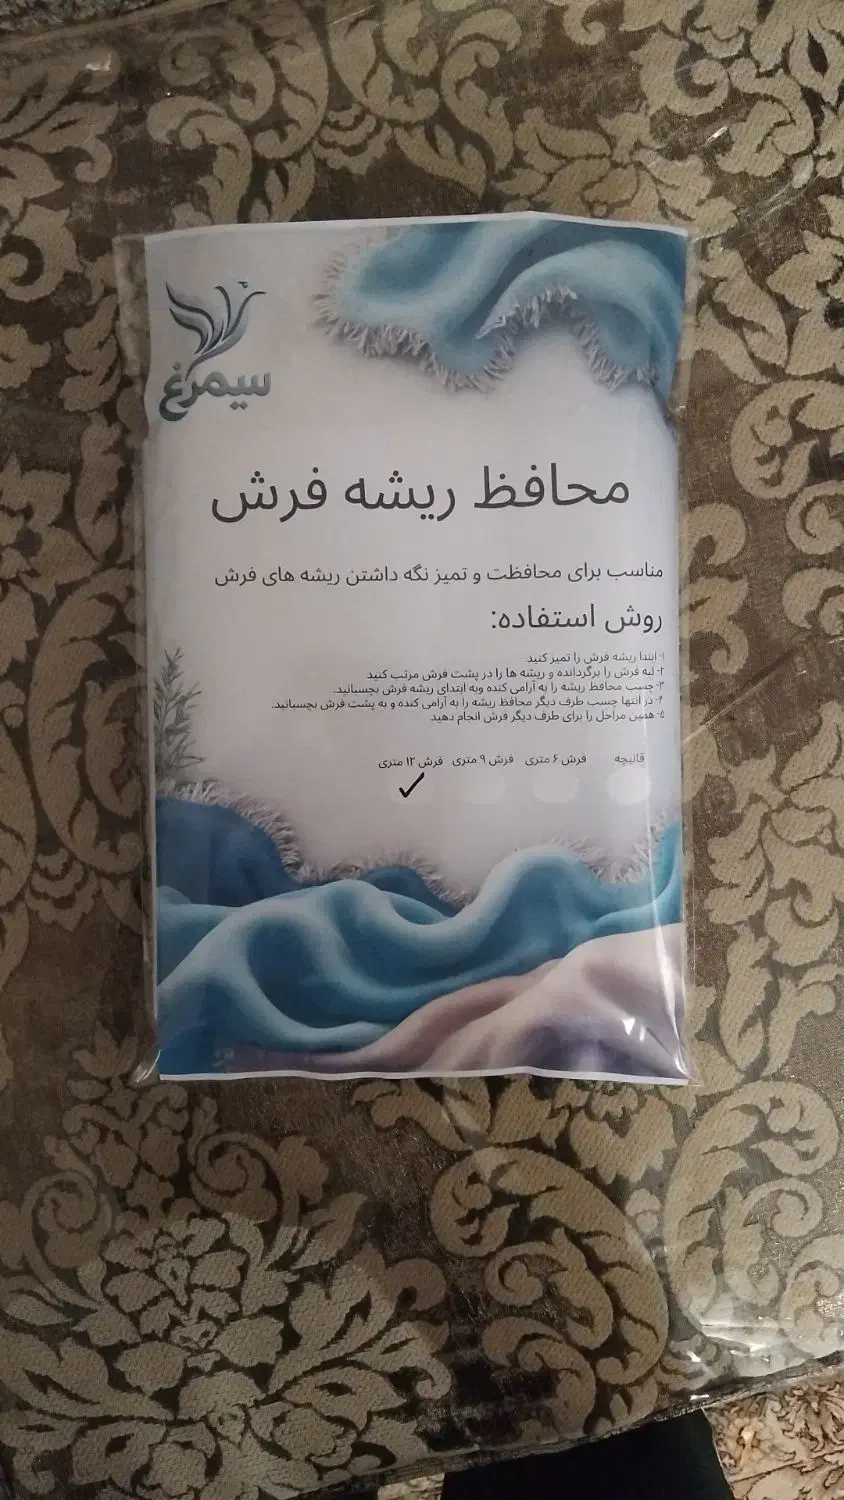 سیمرغ
محافظ ریشه فرش
مناسب برای محافظت و تمیز نگه داشتن ریشه های فرش
روش استفاده:
۱- ابتدا ریشه فرش را تمیز کنید
۲- لبه فرش را برگردانده و ریشه ها را در پشت فرش مرتب کنید
۳- چسب محافظ ریشه را به آرامی کنده وبه ابتدای ریشه فرش بچسبانید.
۴- در انتها چسب طرف دیگر محافظ ریشه را به آرامی کنده و به پشت فرش بچسبانید.
۵- همین مراحل را برای طرف دیگر فرش انجام دهید
قالیچه فرش ۶ متری فرش ۹ متری فرش ۱۲ متری